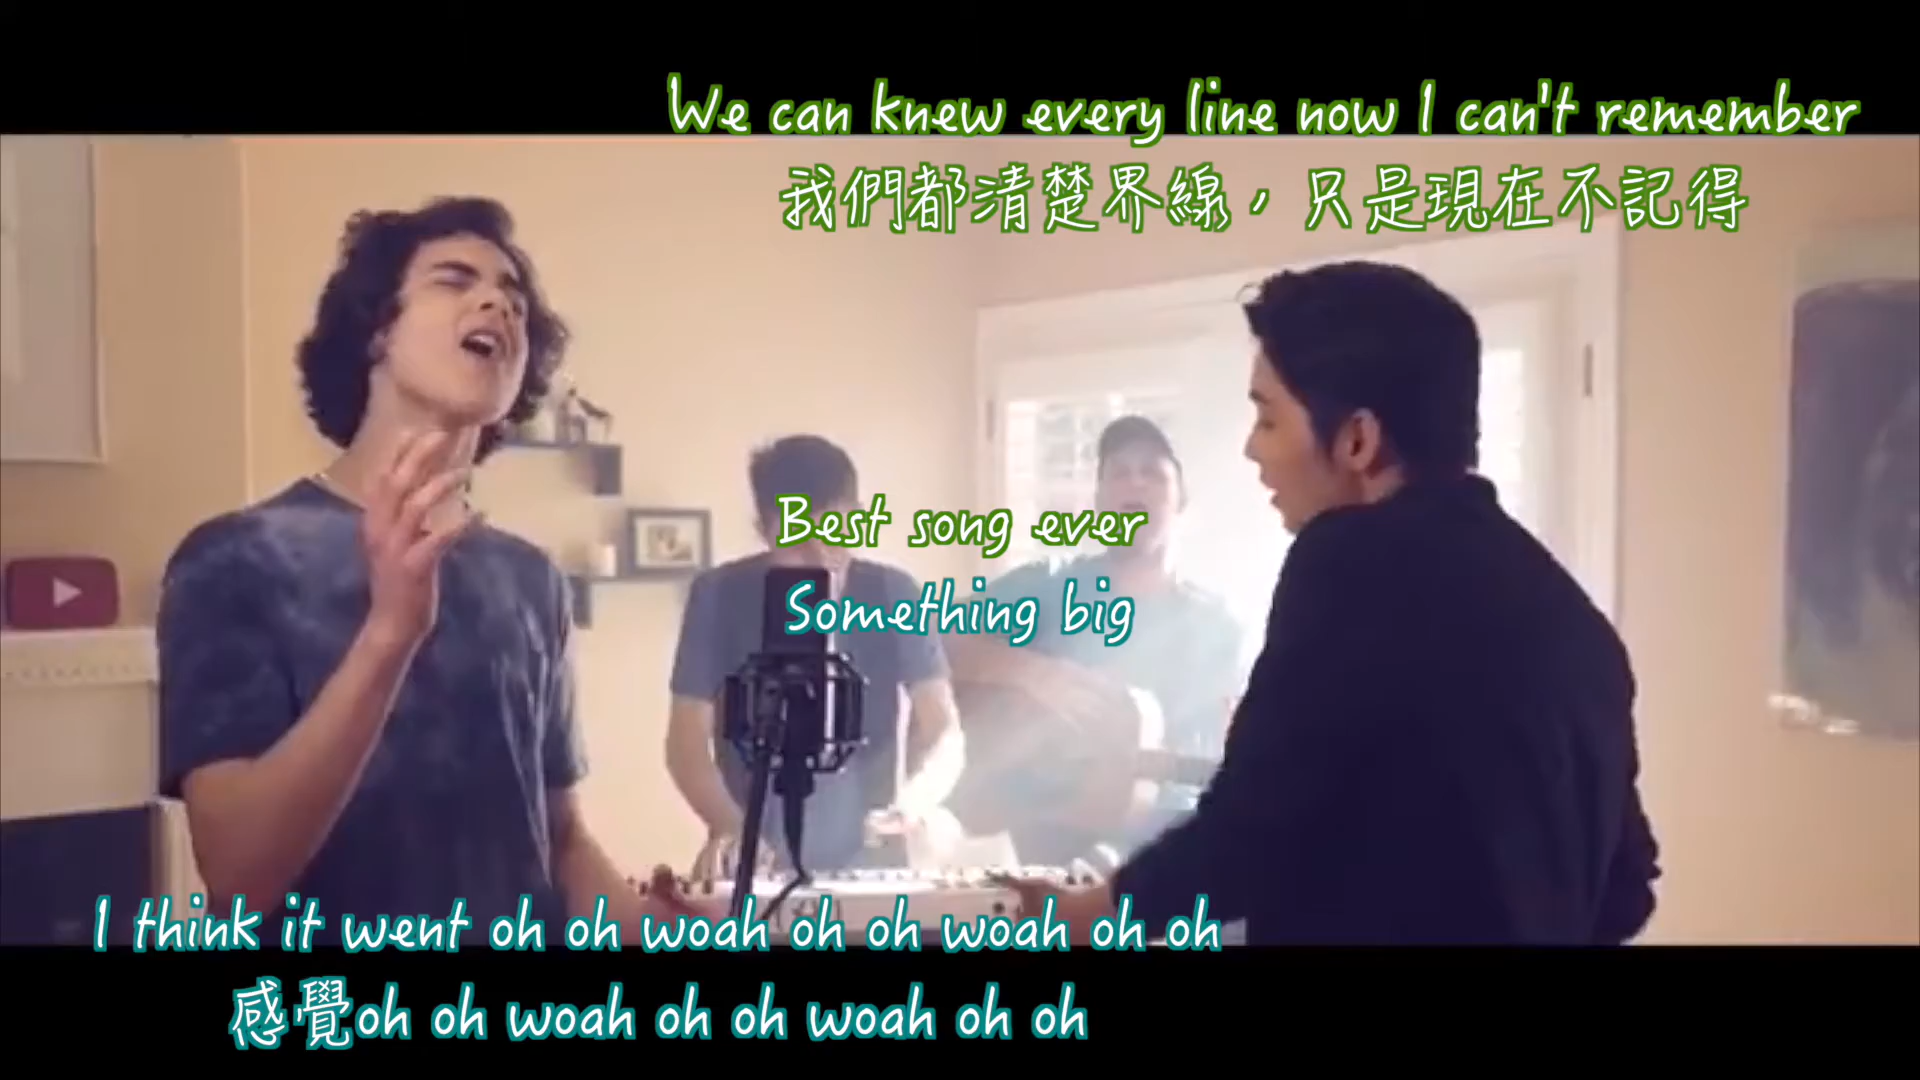 We can knew every line now I can't remember
我們都清楚界線，只是現在不記得
Best song ever
Something big
I think it went oh oh woah oh oh woah oh oh
感覺oh oh woah oh oh woah oh oh